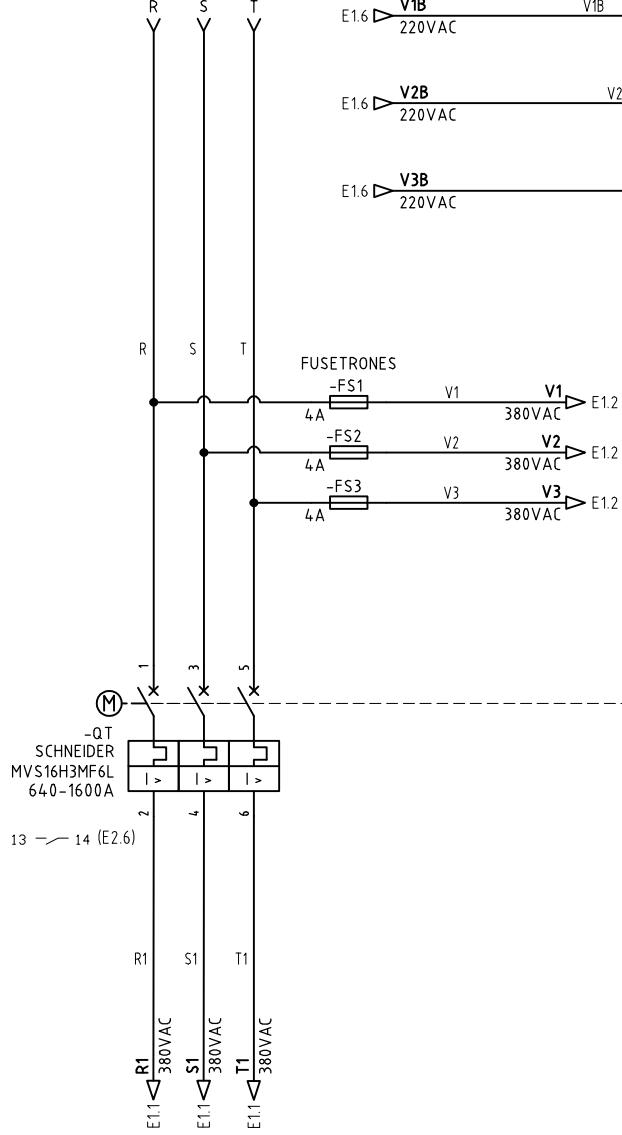 R S T
E1.6 V1B V1B
220VAC
E1.6 V2B V2
220VAC
E1.6 V3B
220VAC
R S T
FUSETRONES
-FS1 V1 V1 E1.2
4A 380VAC
-FS2 V2 V2 E1.2
4A 380VAC
-FS3 V3 V3 E1.2
4A 380VAC
1 3 5
M
-QT
SCHNEIDER
MVS16H3MF6L
640-1600A
I > I > I >
2 4 6
13 14 (E2.6)
R1 S1 T1
R1 380VAC S1 380VAC T1 380VAC
E1.1 E1.1 E1.1